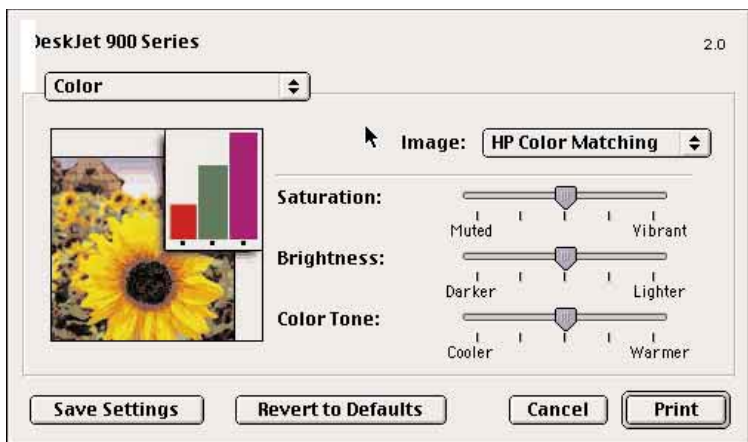 DeskJet 900 Series
2.0
Color
Image: HP Color Matching
Saturation:
Muted Vibrant
Brightness:
Darker Lighter
Color Tone:
Cooler Warmer
Save Settings Revert to Defaults Cancel Print